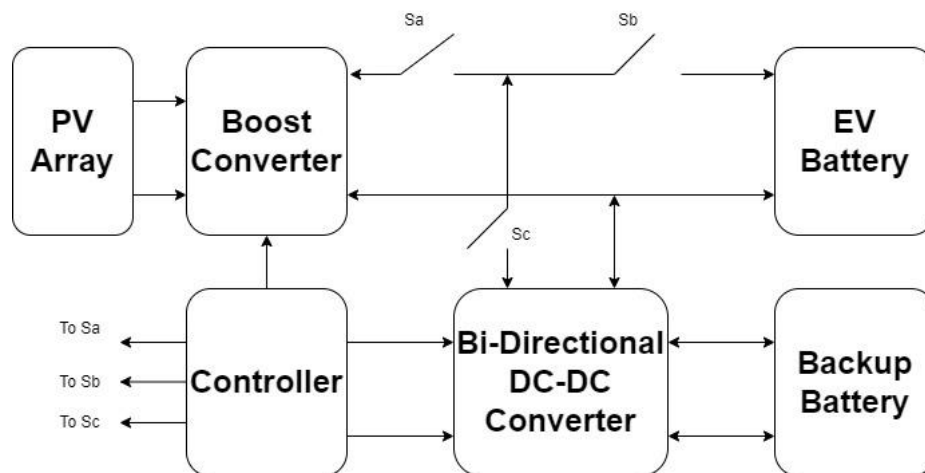 Sa
Sb
PV
Array
Boost
Converter
EV
Battery
Sc
To Sa
To Sb
To Sc
Controller
Bi-Directional
DC-DC
Converter
Backup
Battery